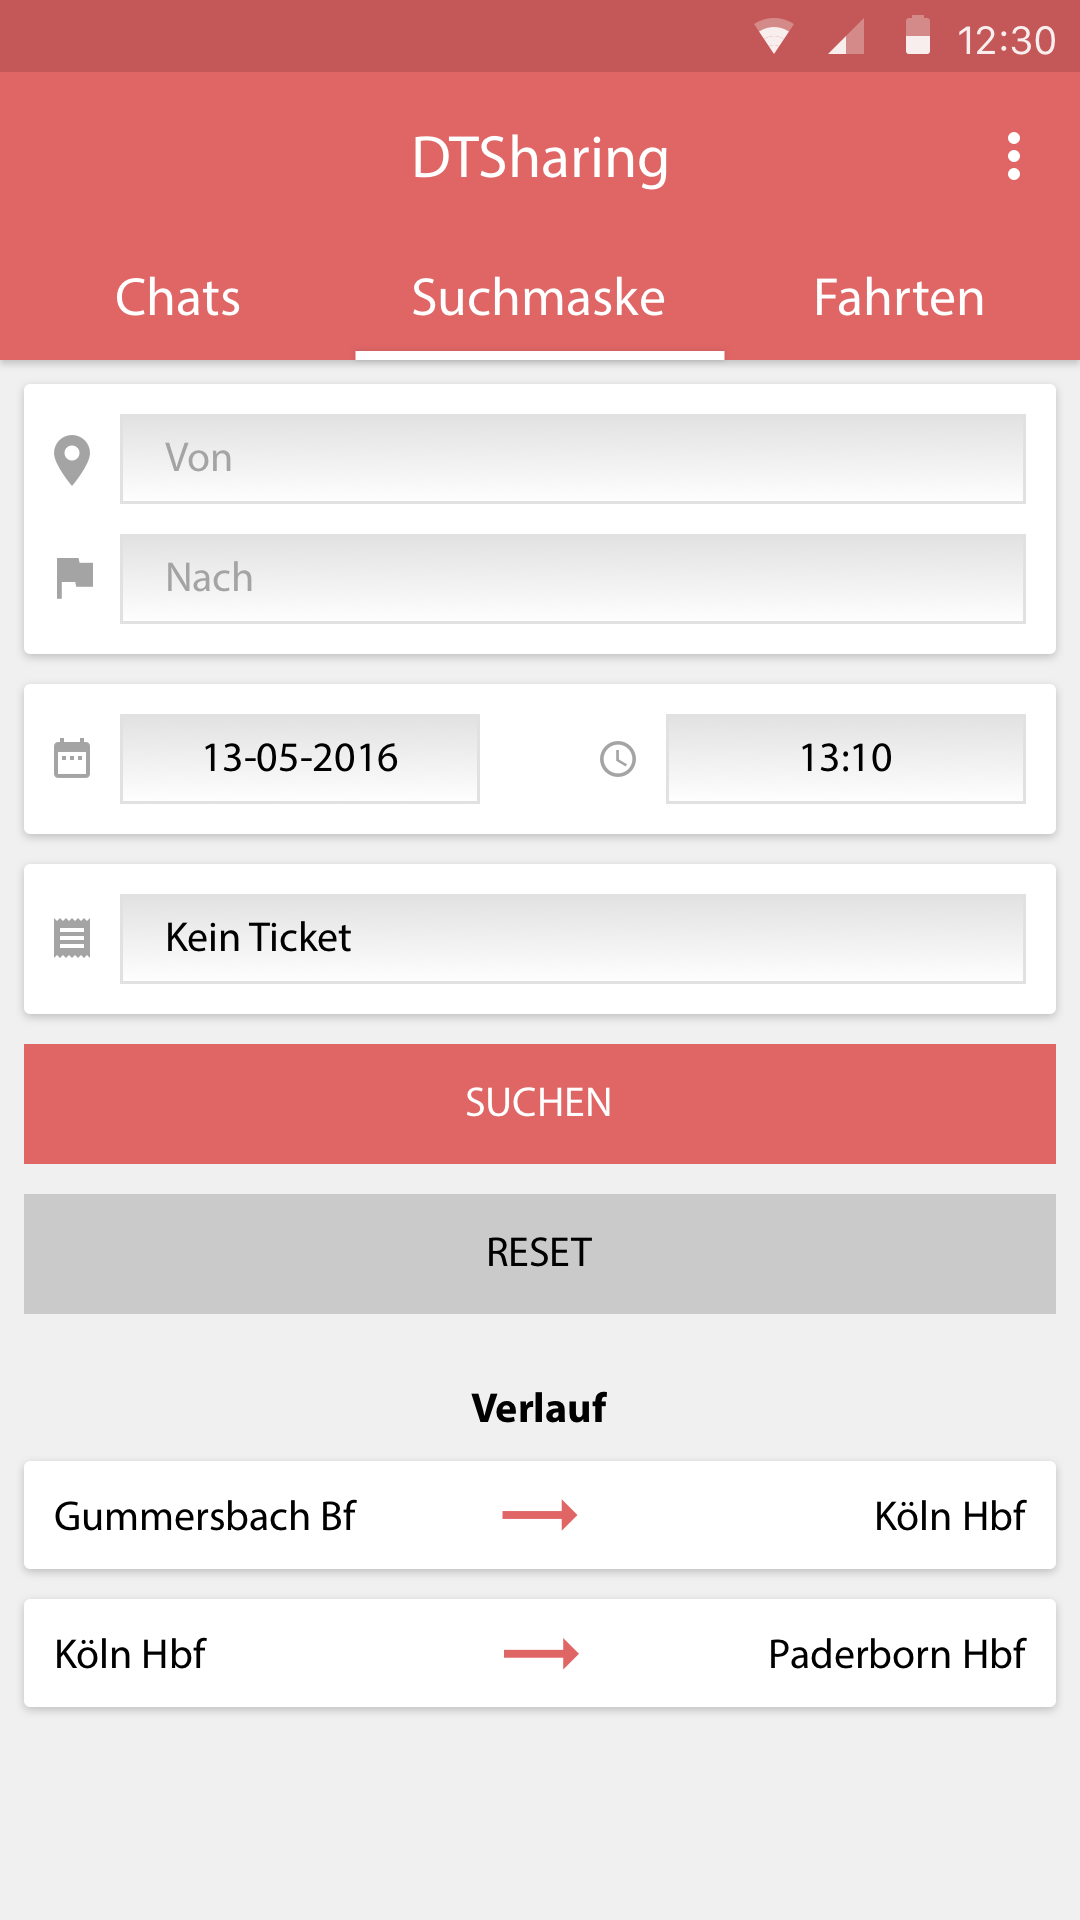 12:30
DTSharing
Chats Suchmaske Fahrten
Von
Nach
13-05-2016 13:10
Kein Ticket
SUCHEN
RESET
Verlauf
Gummersbach Bf Köln Hbf
Köln Hbf Paderborn Hbf